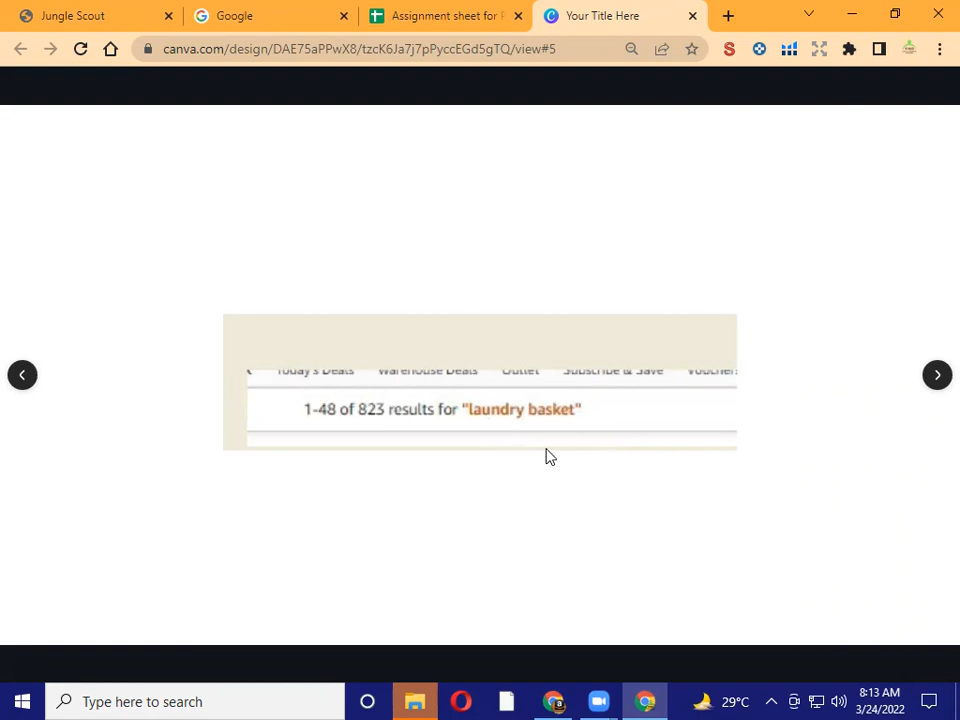 Jungle Scout
Google
Assignment sheet for P
Your Title Here
canva.com/design/DAE75aPPwX8/tzcK6Ja7j7pPyccEGd5gTQ/view#5
Today's Deals Warehouse Deals Outlet Subscribe & Save Vouchers
1-48 of 823 results for "laundry basket"
Type here to search
29°C
8:13 AM
3/24/2022